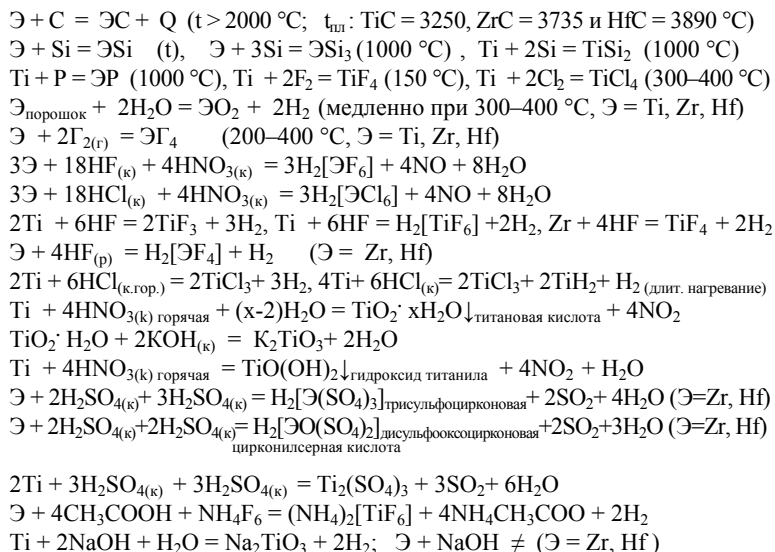 Э + С = ЭС + Q (t > 2000 °С; tпл: TiC = 3250, ZrC = 3735 и HfC = 3890 °С)
Э + Si = ЭSi (t), Э + 3Si = ЭSi₃ (1000 °С) , Ti + 2Si = TiSi₂ (1000 °С)
Ti + P = ЭP (1000 °С), Ti + 2F₂ = TiF₄ (150 °С), Ti + 2Cl₂ = TiCl₄ (300–400 °С)
Эпорошок + 2H₂O = ЭO₂ + 2H₂ (медленно при 300–400 °С, Э = Ti, Zr, Hf)
Э + 2Г₂(г) = ЭГ₄ (200–400 °С, Э = Ti, Zr, Hf)
3Э + 18HF(к) + 4HNO₃(к) = 3H₂[ЭF₆] + 4NO + 8H₂O
3Э + 18HCl(к) + 4HNO₃(к) = 3H₂[ЭCl₆] + 4NO + 8H₂O
2Ti + 6HF = 2TiF₃ + 3H₂, Ti + 6HF = H₂[TiF₆] +2H₂, Zr + 4HF = TiF₄ + 2H₂
Э + 4HF(р) = H₂[ЭF₄] + H₂ (Э = Zr, Hf)
2Ti + 6HCl(к.гор.) = 2TiCl₃+ 3H₂, 4Ti+ 6HCl(к)= 2TiCl₃+ 2TiH₂+ H₂ (длит. нагревание)
Ti + 4HNO₃(k) горячая + (x-2)H₂O = TiO₂· xH₂O↓титановая кислота + 4NO₂
TiO₂· H₂O + 2KOH(к) = K₂TiO₃+ 2H₂O
Ti + 4HNO₃(k) горячая = TiO(OH)₂↓гидроксид титанила + 4NO₂ + H₂O
Э + 2H₂SO₄(к)+ 3H₂SO₄(к) = H₂[Э(SO₄)₃]трисульфоцирконовая+ 2SO₂+ 4H₂O (Э=Zr, Hf)
Э + 2H₂SO₄(к)+2H₂SO₄(к)= H₂[ЭO(SO₄)₂]дисульфооксоцирконовая+2SO₂+3H₂O (Э=Zr, Hf)
цирконилсерная кислота
2Ti + 3H₂SO₄(к) + 3H₂SO₄(к) = Ti₂(SO₄)₃ + 3SO₂+ 6H₂O
Э + 4CH₃COOH + NH₄F₆ = (NH₄)₂[TiF₆] + 4NH₄CH₃COO + 2H₂
Ti + 2NaOH + H₂O = Na₂TiO₃ + 2H₂; Э + NaOH ≠ (Э = Zr, Hf )